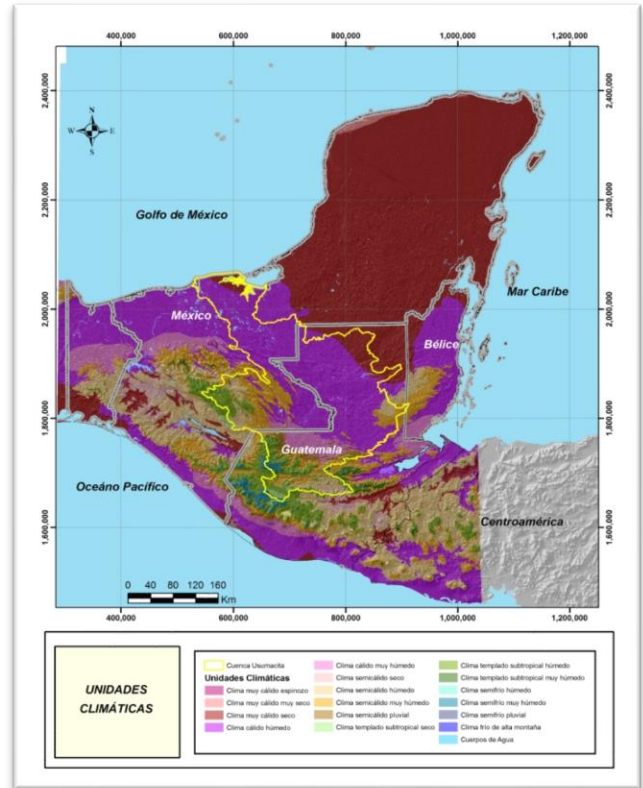 400,000 600,000 800,000 1,000,000 1,200,000
2,400,000 2,400,000
N
W E
S
2,200,000 2,200,000
Golfo de México
Mar Caribe
2,000,000 2,000,000
México
Bélice
1,800,000 1,800,000
Guatemala
Oceáno Pacífico
Centroamérica
1,600,000 1,600,000
0 40 80 120 160
Km
400,000 600,000 800,000 1,000,000 1,200,000
UNIDADES
CLIMÁTICAS
Cuenca Usumacita
Unidades Climáticas
Clima muy cálido espinozo
Clima muy cálido muy seco
Clima muy cálido seco
Clima cálido húmedo
Clima cálido muy húmedo
Clima semicálido seco
Clima semicálido húmedo
Clima semicálido muy húmedo
Clima semicálido pluvial
Clima templado subtropical seco
Clima templado subtropical húmedo
Clima templado subtropical muy húmedo
Clima semifrío húmedo
Clima semifrío muy húmedo
Clima semifrío pluvial
Clima frío de alta montaña
Cuerpos de Agua